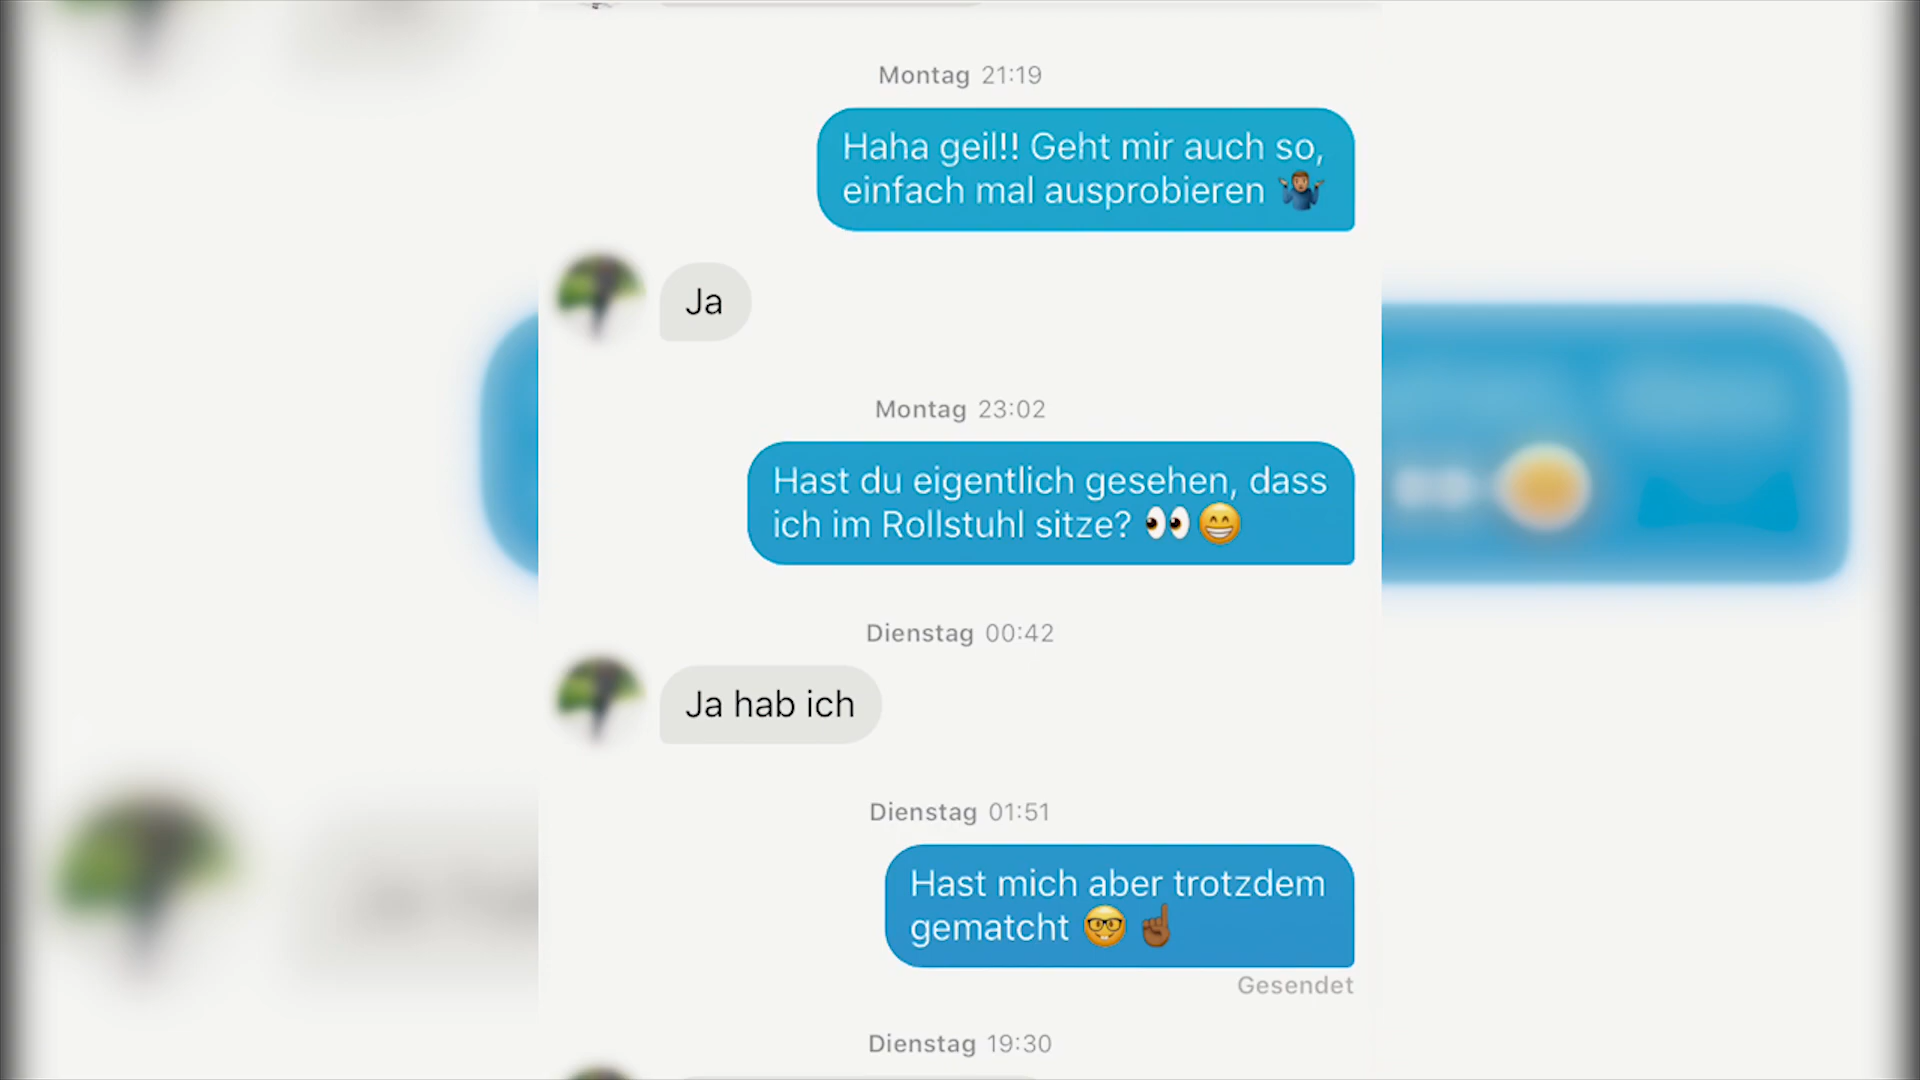 Montag 21:19
Haha geil!! Geht mir auch so,
einfach mal ausprobieren 🤷🏽‍♂️
Ja
Montag 23:02
Hast du eigentlich gesehen, dass
ich im Rollstuhl sitze? 👀😁
Dienstag 00:42
Ja hab ich
Dienstag 01:51
Hast mich aber trotzdem
gematcht 🤓☝🏾
Gesendet
Dienstag 19:30